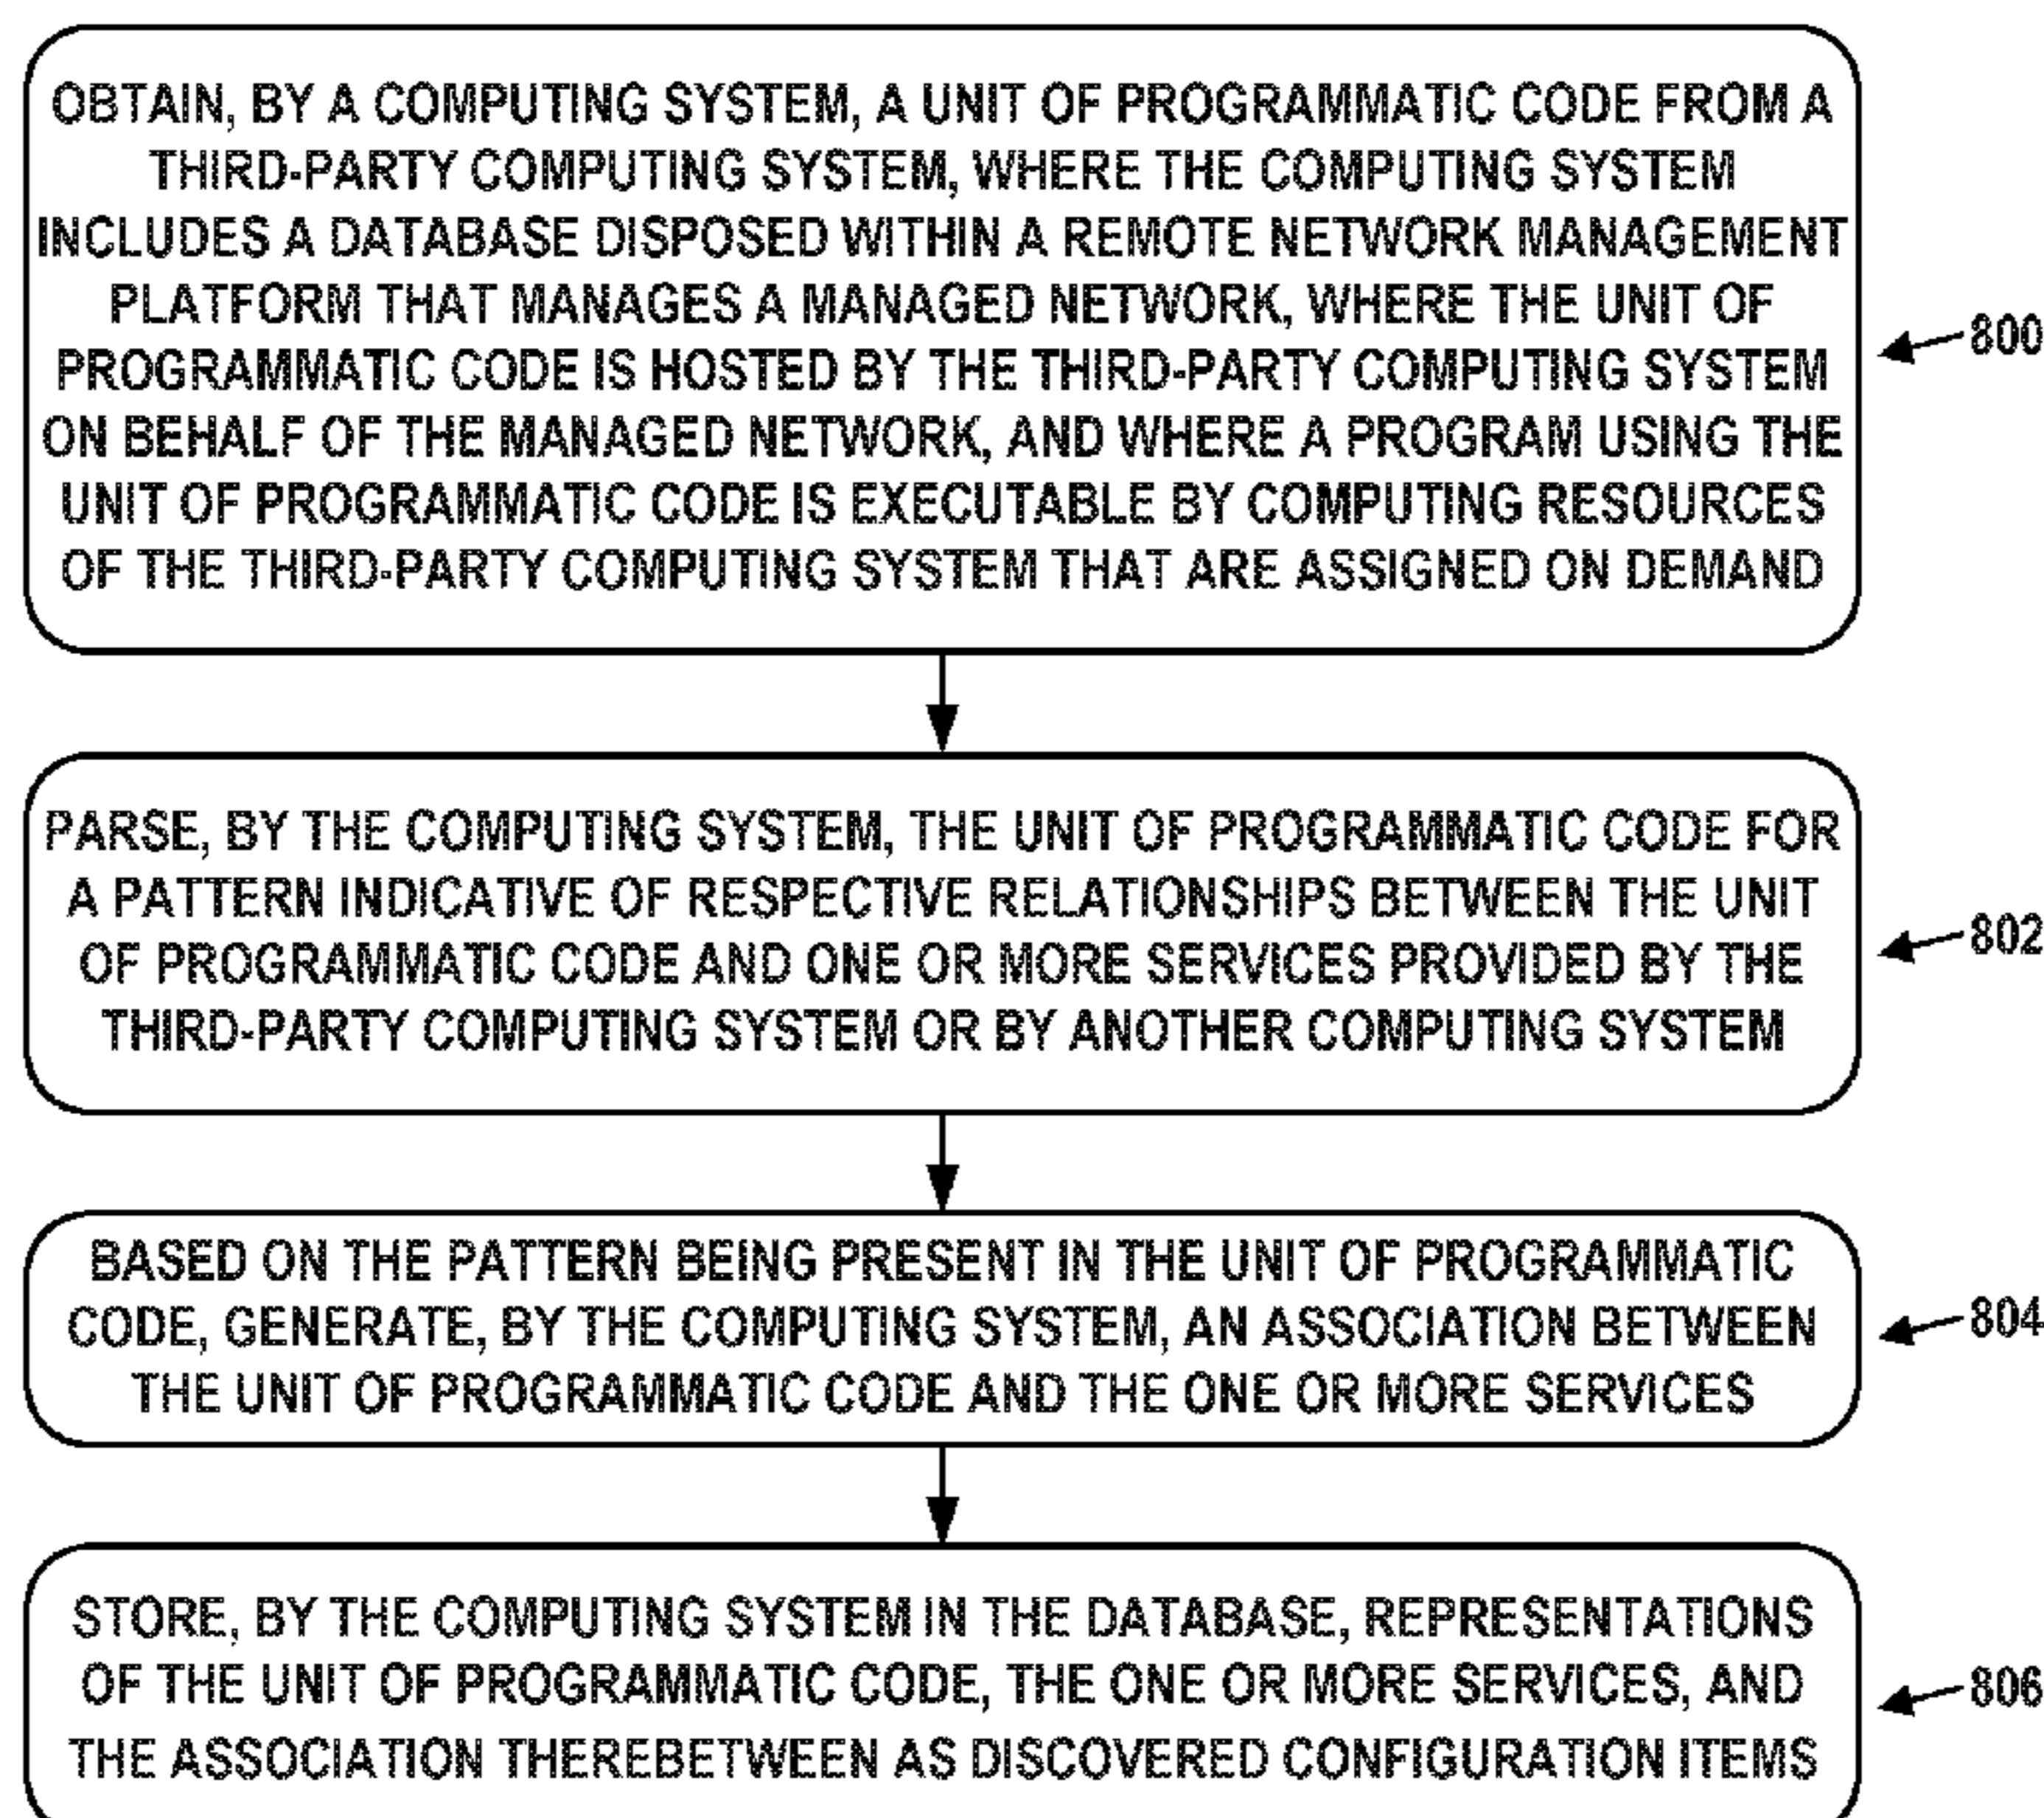 OBTAIN, BY A COMPUTING SYSTEM, A UNIT OF PROGRAMMATIC CODE FROM A
THIRD-PARTY COMPUTING SYSTEM, WHERE THE COMPUTING SYSTEM
INCLUDES A DATABASE DISPOSED WITHIN A REMOTE NETWORK MANAGEMENT
PLATFORM THAT MANAGES A MANAGED NETWORK, WHERE THE UNIT OF
PROGRAMMATIC CODE IS HOSTED BY THE THIRD-PARTY COMPUTING SYSTEM
ON BEHALF OF THE MANAGED NETWORK, AND WHERE A PROGRAM USING THE
UNIT OF PROGRAMMATIC CODE IS EXECUTABLE BY COMPUTING RESOURCES
OF THE THIRD-PARTY COMPUTING SYSTEM THAT ARE ASSIGNED ON DEMAND
800
PARSE, BY THE COMPUTING SYSTEM, THE UNIT OF PROGRAMMATIC CODE FOR
A PATTERN INDICATIVE OF RESPECTIVE RELATIONSHIPS BETWEEN THE UNIT
OF PROGRAMMATIC CODE AND ONE OR MORE SERVICES PROVIDED BY THE
THIRD-PARTY COMPUTING SYSTEM OR BY ANOTHER COMPUTING SYSTEM
802
BASED ON THE PATTERN BEING PRESENT IN THE UNIT OF PROGRAMMATIC
CODE, GENERATE, BY THE COMPUTING SYSTEM, AN ASSOCIATION BETWEEN
THE UNIT OF PROGRAMMATIC CODE AND THE ONE OR MORE SERVICES
804
STORE, BY THE COMPUTING SYSTEM IN THE DATABASE, REPRESENTATIONS
OF THE UNIT OF PROGRAMMATIC CODE, THE ONE OR MORE SERVICES, AND
THE ASSOCIATION THEREBETWEEN AS DISCOVERED CONFIGURATION ITEMS
806